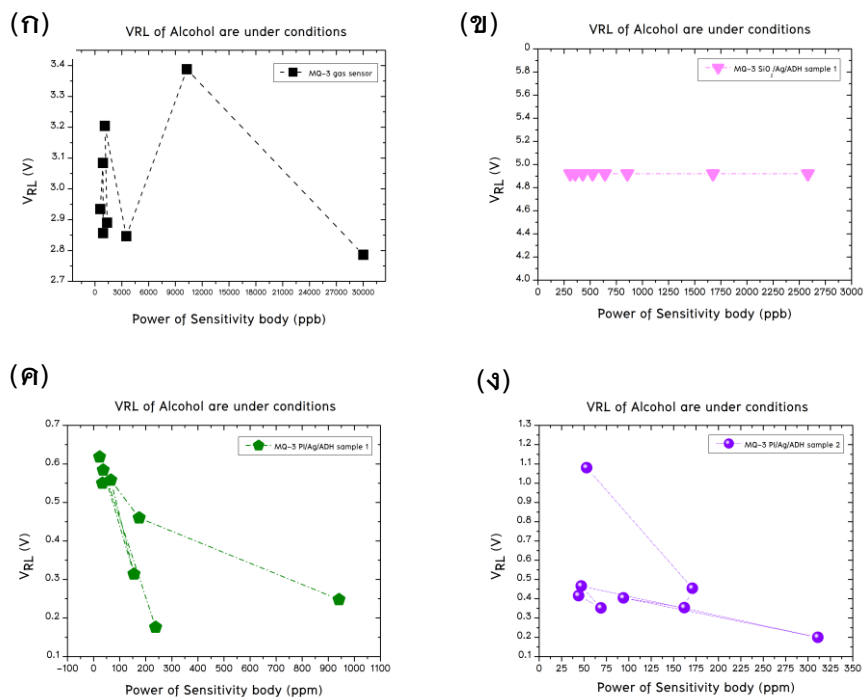 (ก)
VRL of Alcohol are under conditions
MQ-3 gas sensor
3.4
3.3
3.2
3.1
3.0
2.9
2.8
2.7
V_RL (V)
0 3000 6000 9000 12000 15000 18000 21000 24000 27000 30000
Power of Sensitivity body (ppb)
(ข)
VRL of Alcohol are under conditions
MQ-3 SiO2/Ag/ADH sample 1
0
5.8
5.6
5.4
5.2
5.0
4.9
4.8
4.6
4.4
4.2
4.0
V_RL (V)
0 250 500 750 1000 1250 1500 1750 2000 2250 2500 2750 3000
Power of Sensitivity body (ppb)
(ค)
VRL of Alcohol are under conditions
MQ-3 PI/Ag/ADH sample 1
0.7
0.6
0.5
0.4
0.3
0.2
0.1
V_RL (V)
-100 0 100 200 300 400 500 600 700 800 900 1000 1100
Power of Sensitivity body (ppm)
(ง)
VRL of Alcohol are under conditions
MQ-3 PI/Ag/ADH sample 2
1.3
1.2
1.1
1.0
0.9
0.8
0.7
0.6
0.5
0.4
0.3
0.2
0.1
V_RL (V)
0 25 50 75 100 125 150 175 200 225 250 275 300 325 350
Power of Sensitivity body (ppm)